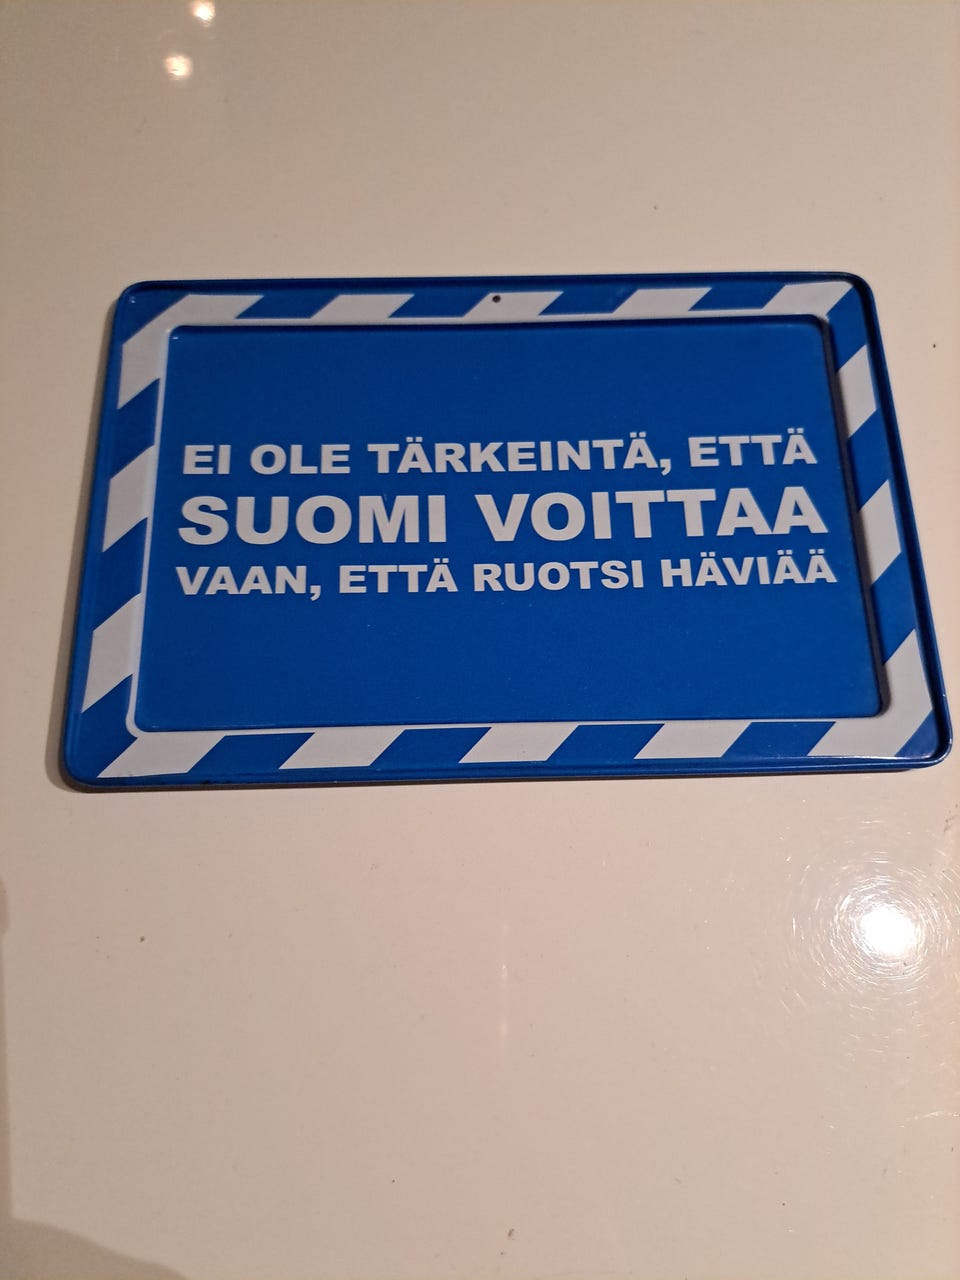 EI OLE TÄRKEINTÄ, ETTÄ
SUOMI VOITTAA
VAAN, ETTÄ RUOTSI HÄVIÄÄ